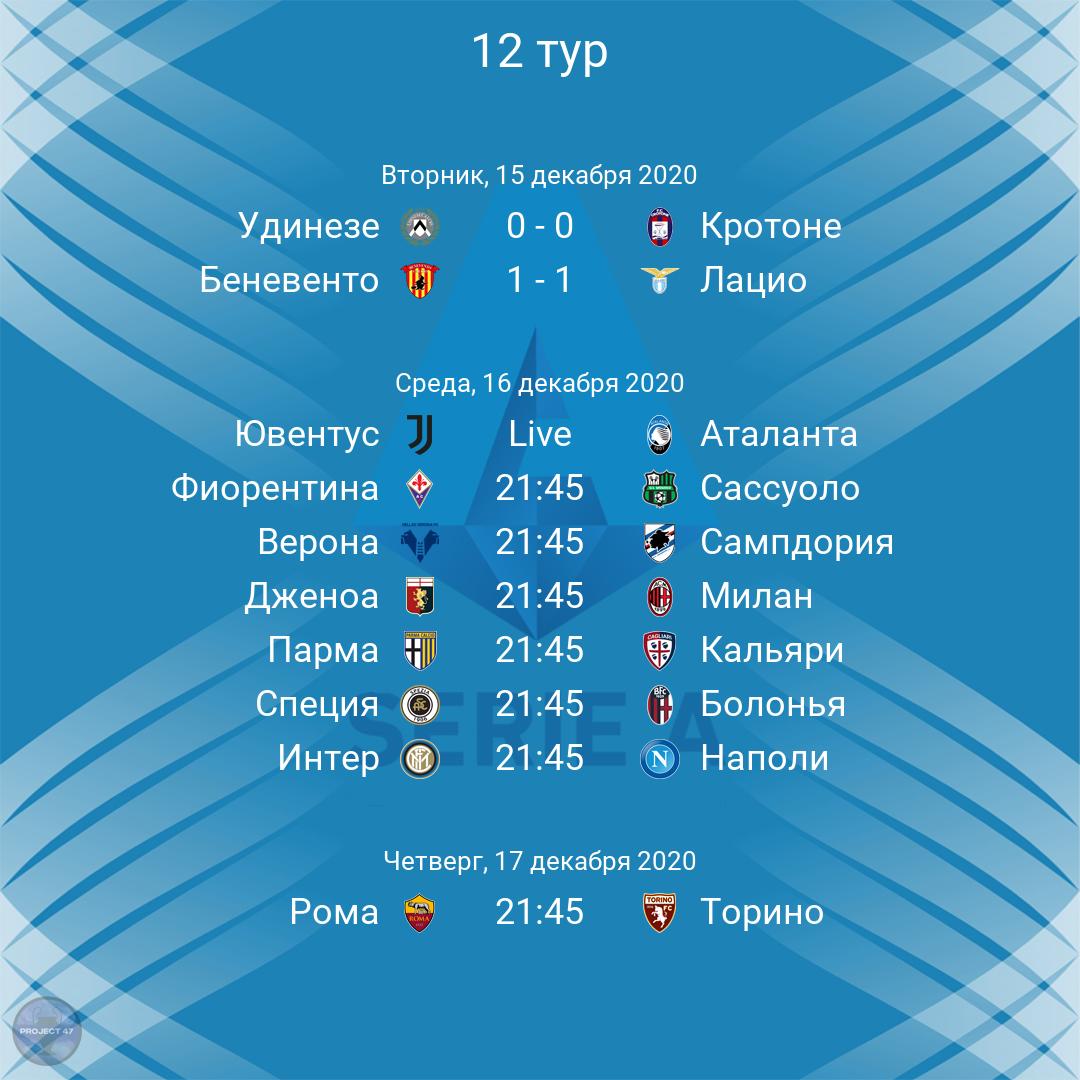 12 тур
Вторник, 15 декабря 2020
Удинезе 0 - 0 Кротоне
Беневенто 1 - 1 Лацио
Среда, 16 декабря 2020
Ювентус Live Аталанта
Фиорентина 21:45 Сассуоло
Верона 21:45 Сампдория
Дженоа 21:45 Милан
Парма 21:45 Кальяри
Специя 21:45 Болонья
Интер 21:45 Наполи
SERIE A
Четверг, 17 декабря 2020
Рома 21:45 Торино
PROJECT 47